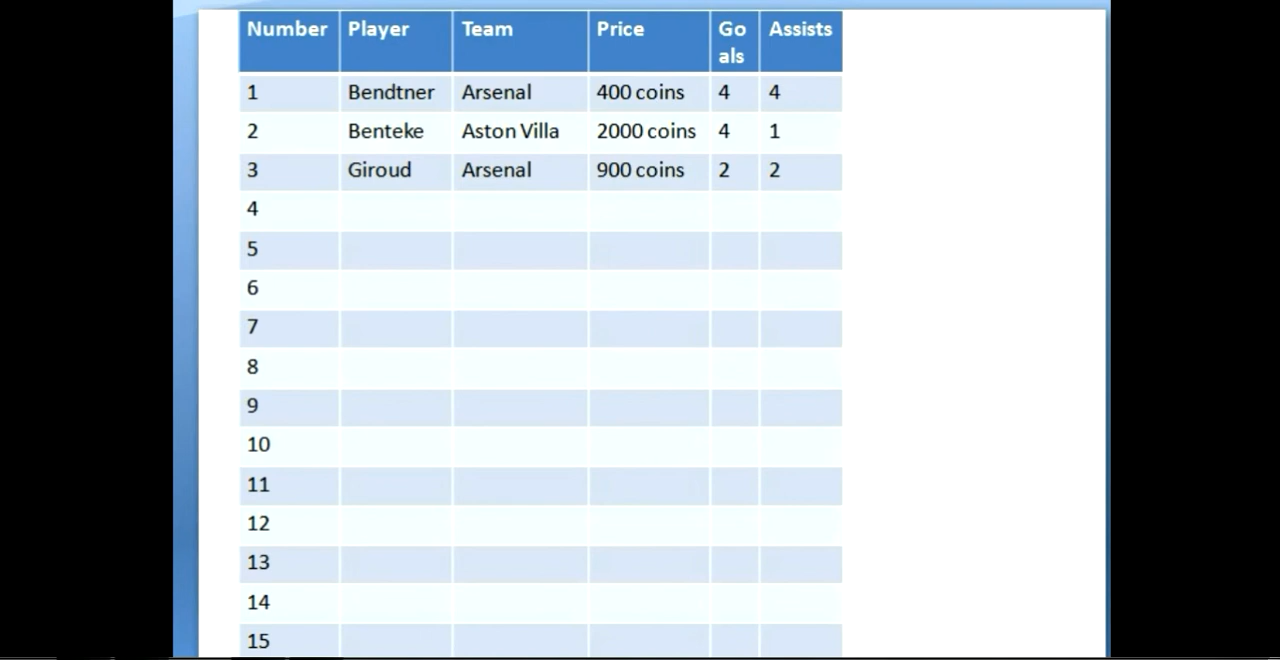 Number Player Team Price Go Assists
als
1 Bendtner Arsenal 400 coins 4 4
2 Benteke Aston Villa 2000 coins 4 1
3 Giroud Arsenal 900 coins 2 2
4
5
6
7
8
9
10
11
12
13
14
15